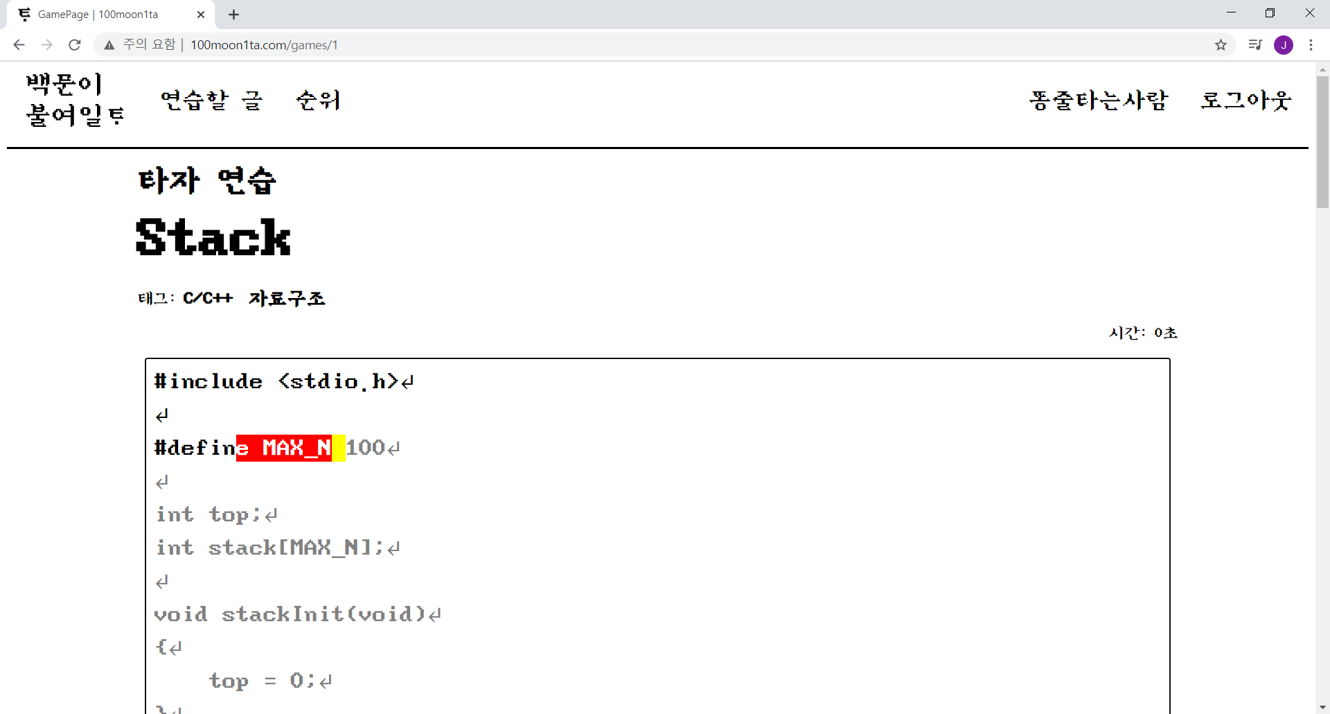 GamePage | 100moon1ta
주의 요함 | 100moon1ta.com/games/1
J
백문이
불여일투
연습할 글 순위 똥줄타는사람 로그아웃
타자 연습
Stack
태그: C/C++ 자료구조
시간: 0초
#include <stdio.h>↵
↵
#define MAX_N 100↵
↵
int top;↵
int stack[MAX_N];↵
↵
void stackInit(void)↵
{↵
    top = 0;↵
}↵